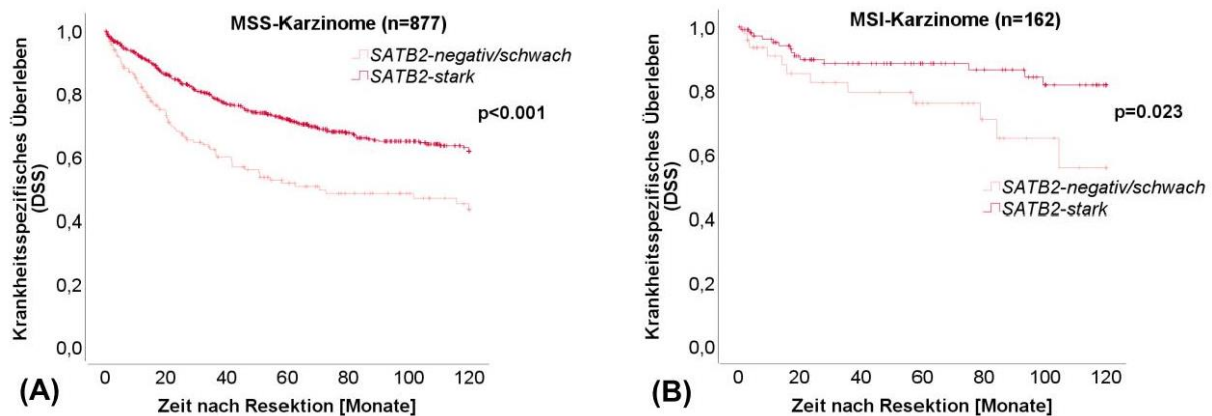 MSS-Karzinome (n=877)
SATB2-negativ/schwach
SATB2-stark
p<0.001
Krankheitsspezifisches Überleben
(DSS)
1,0
0,8
0,6
0,4
0,2
0,0
0 20 40 60 80 100 120
Zeit nach Resektion [Monate]
(A)
MSI-Karzinome (n=162)
p=0.023
SATB2-negativ/schwach
SATB2-stark
Krankheitsspezifisches Überleben
(DSS)
1,0
0,8
0,6
0,4
0,2
0,0
0 20 40 60 80 100 120
Zeit nach Resektion [Monate]
(B)